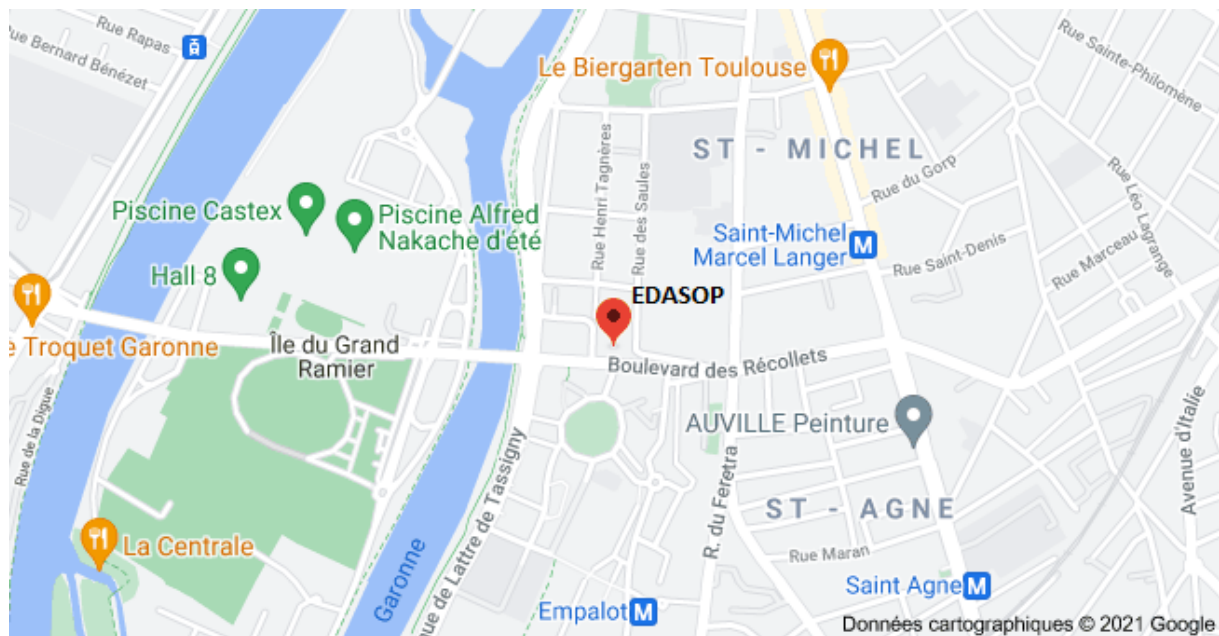 Rue Rapas
Rue Bernard Bénézet
Le Biergarten Toulouse
Rue Sainte-Philomène
ST - MICHEL
Rue du Gorp
Rue Henri Tagnères
Rue des Saules
Rue Léo Lagrange
Piscine Castex
Piscine Alfred
Nakache d'été
Saint-Michel
Marcel Langer
Rue Saint-Denis
Rue Marceau
Hall 8
EDASOP
Troquet Garonne
Île du Grand
Ramier
Boulevard des Récollets
Rue de la Digue
AUVILLE Peinture
Avenue d'Italie
de Lattre de Tassigny
R. du Feretra
ST - AGNE
La Centrale
Garonne
Rue Maran
Empalot
M
Saint Agne
M
M
Données cartographiques © 2021 Google